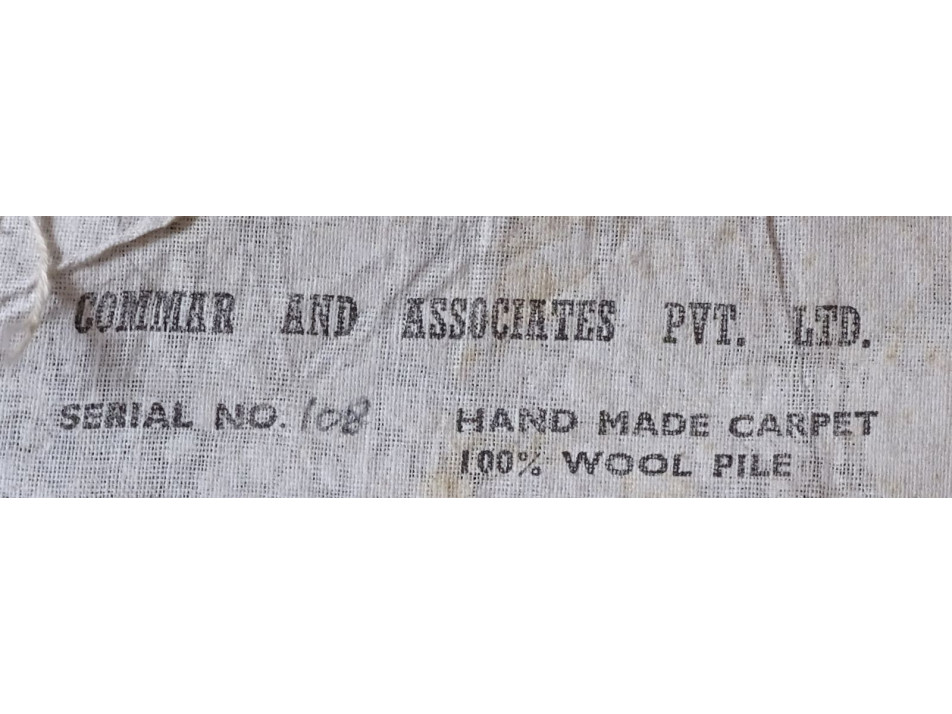 COMMAR AND ASSOCIATES PVT. LTD.
SERIAL NO. 108
HAND MADE CARPET
100% WOOL PILE